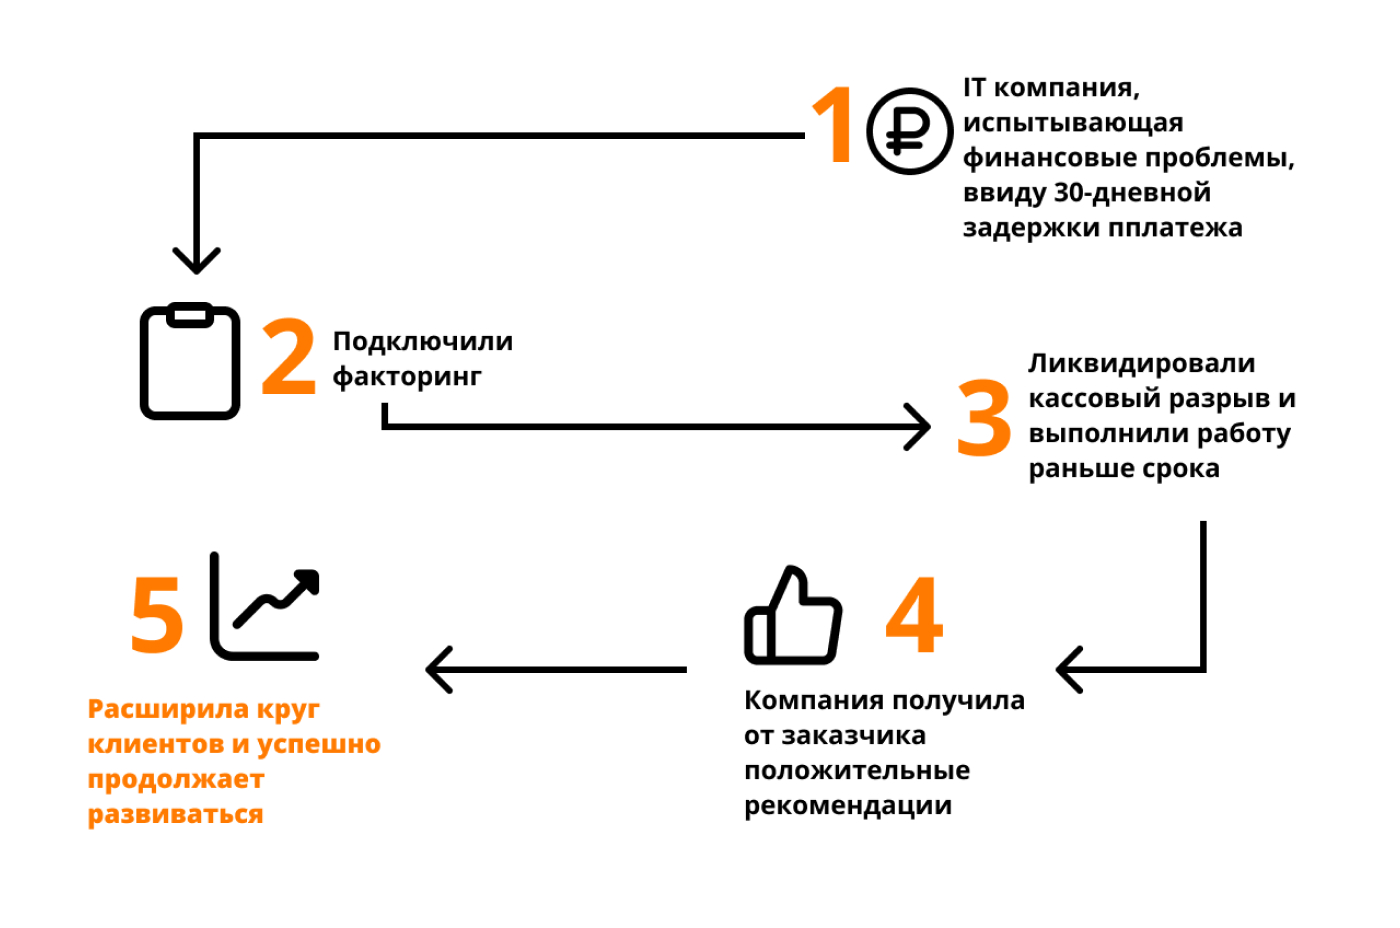 1
IT компания,
испытывающая
финансовые проблемы,
ввиду 30-дневной
задержки пплатежа
2
Подключили
факторинг
3
Ликвидировали
кассовый разрыв и
выполнили работу
раньше срока
4
Компания получила
от заказчика
положительные
рекомендации
5
Расширила круг
клиентов и успешно
продолжает
развиваться